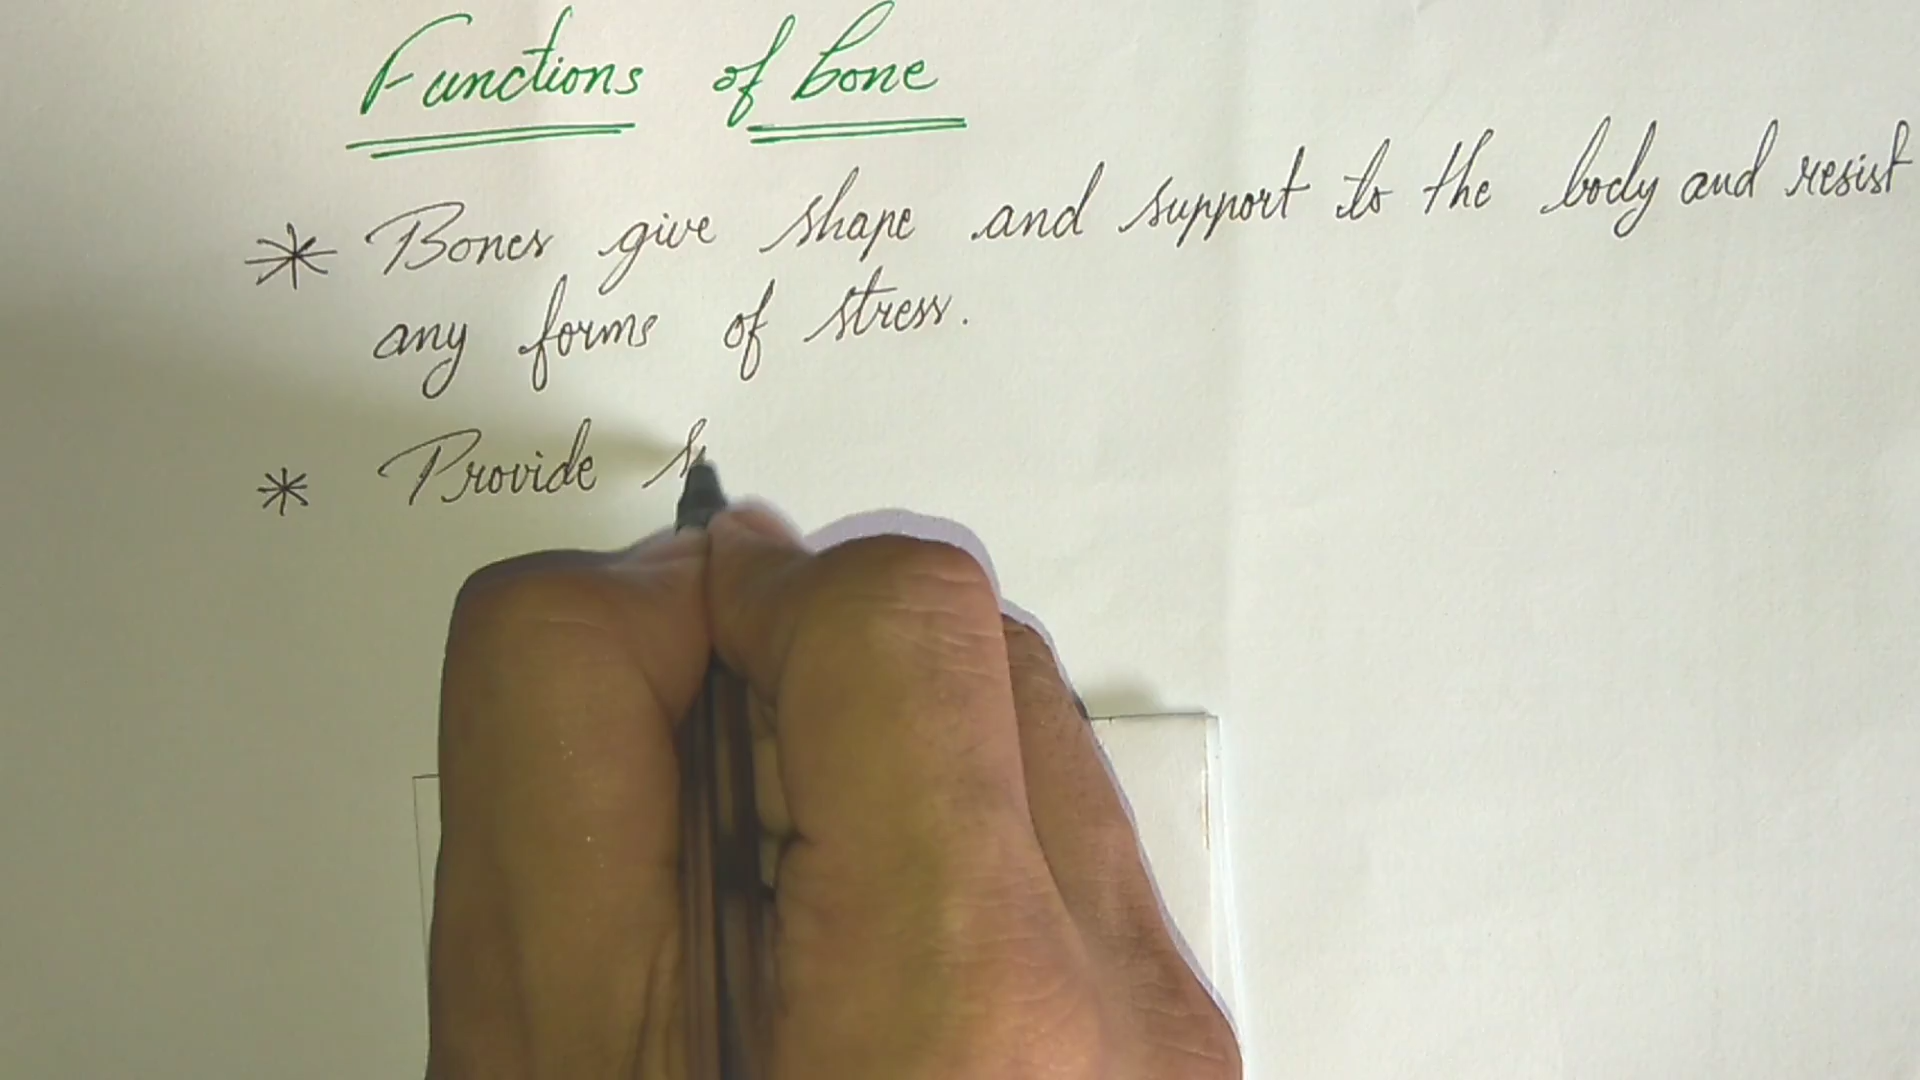 Functions of bone
* Bones give shape and support to the body and resist
any forms of stress.
* Provide s